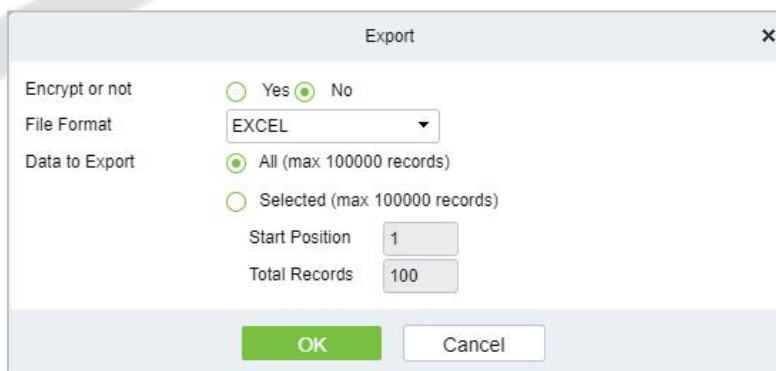 Export
Encrypt or not Yes No
File Format EXCEL
Data to Export All (max 100000 records)
Selected (max 100000 records)
Start Position 1
Total Records 100
OK Cancel